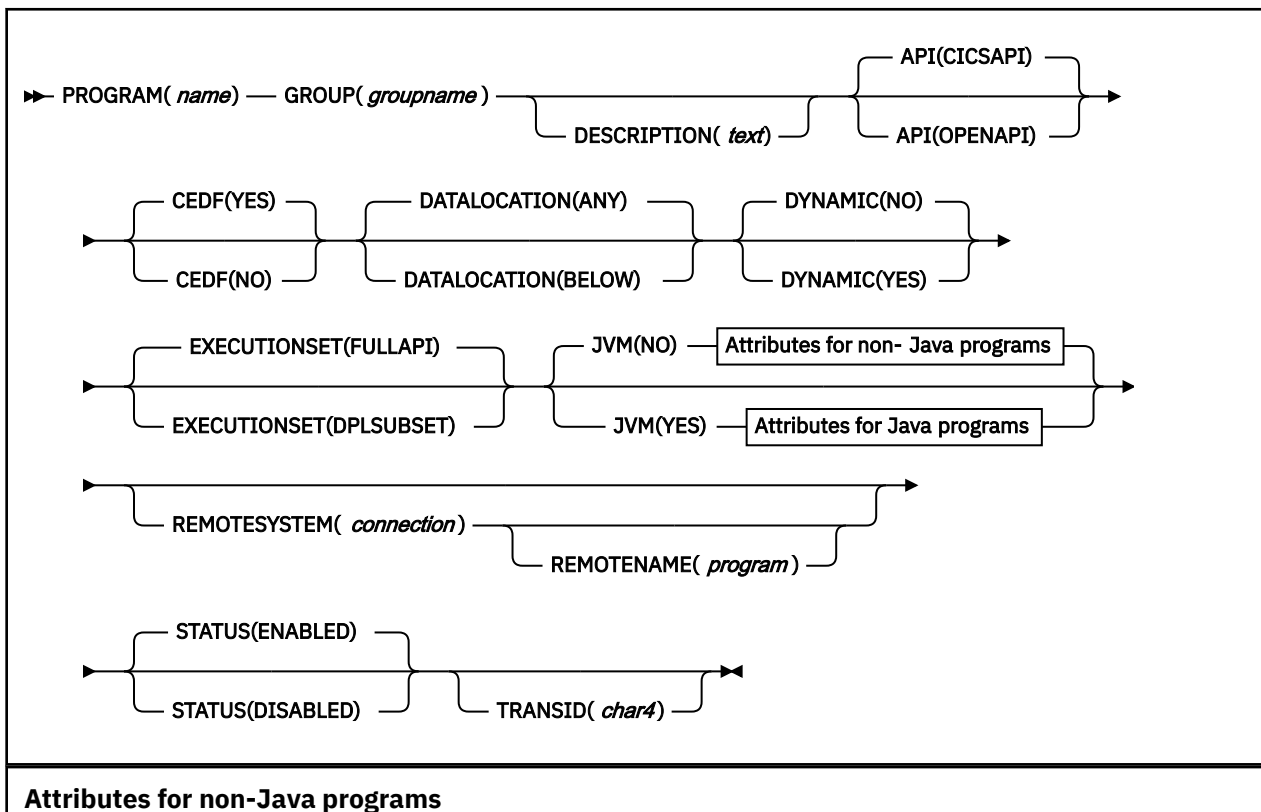 API(CICSAPI)
PROGRAM( name) GROUP( groupname )
DESCRIPTION( text) API(OPENAPI)
CEDF(YES) DATALOCATION(ANY) DYNAMIC(NO)
CEDF(NO) DATALOCATION(BELOW) DYNAMIC(YES)
EXECUTIONSET(FULLAPI) JVM(NO) Attributes for non- Java programs
EXECUTIONSET(DPLSUBSET) JVM(YES) Attributes for Java programs
REMOTESYSTEM( connection)
REMOTENAME( program )
STATUS(ENABLED)
STATUS(DISABLED) TRANSID( char4)
Attributes for non-Java programs